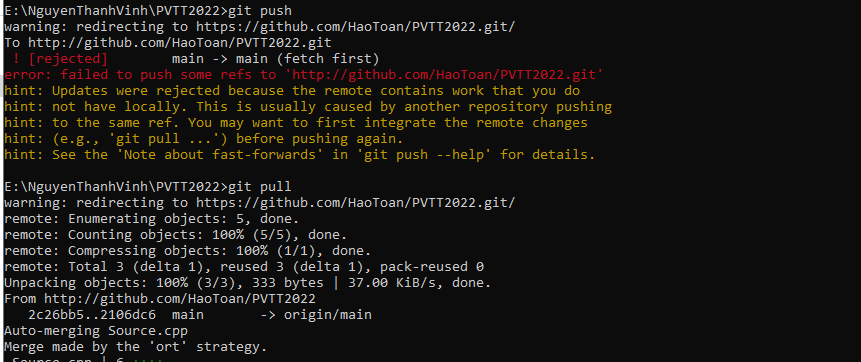 E:\NguyenThanhVinh\PVTT2022>git push
warning: redirecting to https://github.com/HaoToan/PVTT2022.git/
To http://github.com/HaoToan/PVTT2022.git
 ! [rejected]        main -> main (fetch first)
error: failed to push some refs to 'http://github.com/HaoToan/PVTT2022.git'
hint: Updates were rejected because the remote contains work that you do
hint: not have locally. This is usually caused by another repository pushing
hint: to the same ref. You may want to first integrate the remote changes
hint: (e.g., 'git pull ...') before pushing again.
hint: See the 'Note about fast-forwards' in 'git push --help' for details.
E:\NguyenThanhVinh\PVTT2022>git pull
warning: redirecting to https://github.com/HaoToan/PVTT2022.git/
remote: Enumerating objects: 5, done.
remote: Counting objects: 100% (5/5), done.
remote: Compressing objects: 100% (1/1), done.
remote: Total 3 (delta 1), reused 3 (delta 1), pack-reused 0
Unpacking objects: 100% (3/3), 333 bytes | 37.00 KiB/s, done.
From http://github.com/HaoToan/PVTT2022
   2c26bb5..2106dc6  main       -> origin/main
Auto-merging Source.cpp
Merge made by the 'ort' strategy.
 Source.cpp | 6 ++++